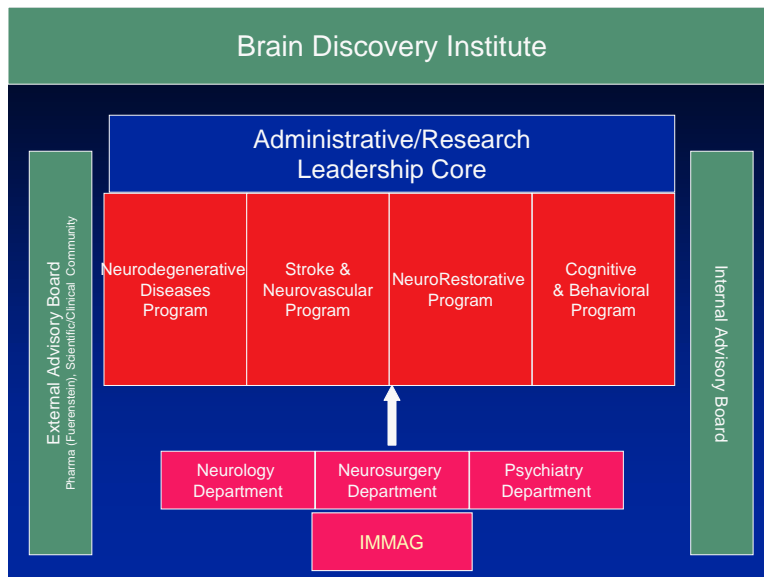 Brain Discovery Institute
Administrative/Research
Leadership Core
External Advisory Board
Pharma (Fuerenstein), Scientific/Clinical Community
Neurodegenerative
Diseases
Program
Stroke &
Neurovascular
Program
NeuroRestorative
Program
Cognitive
& Behavioral
Program
Internal Advisory Board
Neurology
Department
Neurosurgery
Department
Psychiatry
Department
IMMAG